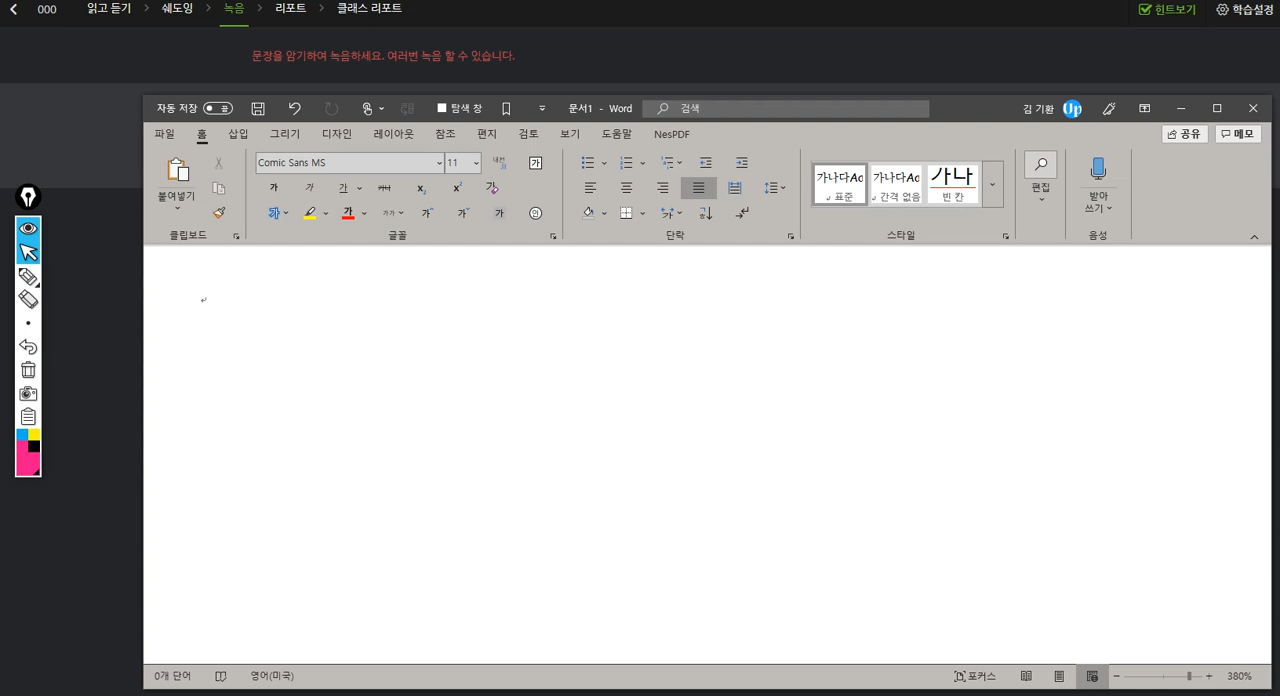 000 읽고 듣기 쉐도잉 녹음 리포트 클래스 리포트 힌트보기 학습설정
문장을 암기하여 녹음하세요. 여러번 녹음 할 수 있습니다.
자동 저장 끔 탐색 창 문서1 - Word 검색 김 기환 Up
파일 홈 삽입 그리기 디자인 레이아웃 참조 편지 검토 보기 도움말 NesPDF 공유 메모
Comic Sans MS 11
붙여넣기
가나다Aa 가나다Aa 가나
표준 간격 없음 빈 칸
편집
받아
쓰기
클립보드 글꼴 단락 스타일 음성
0개 단어 영어(미국) 포커스 380%